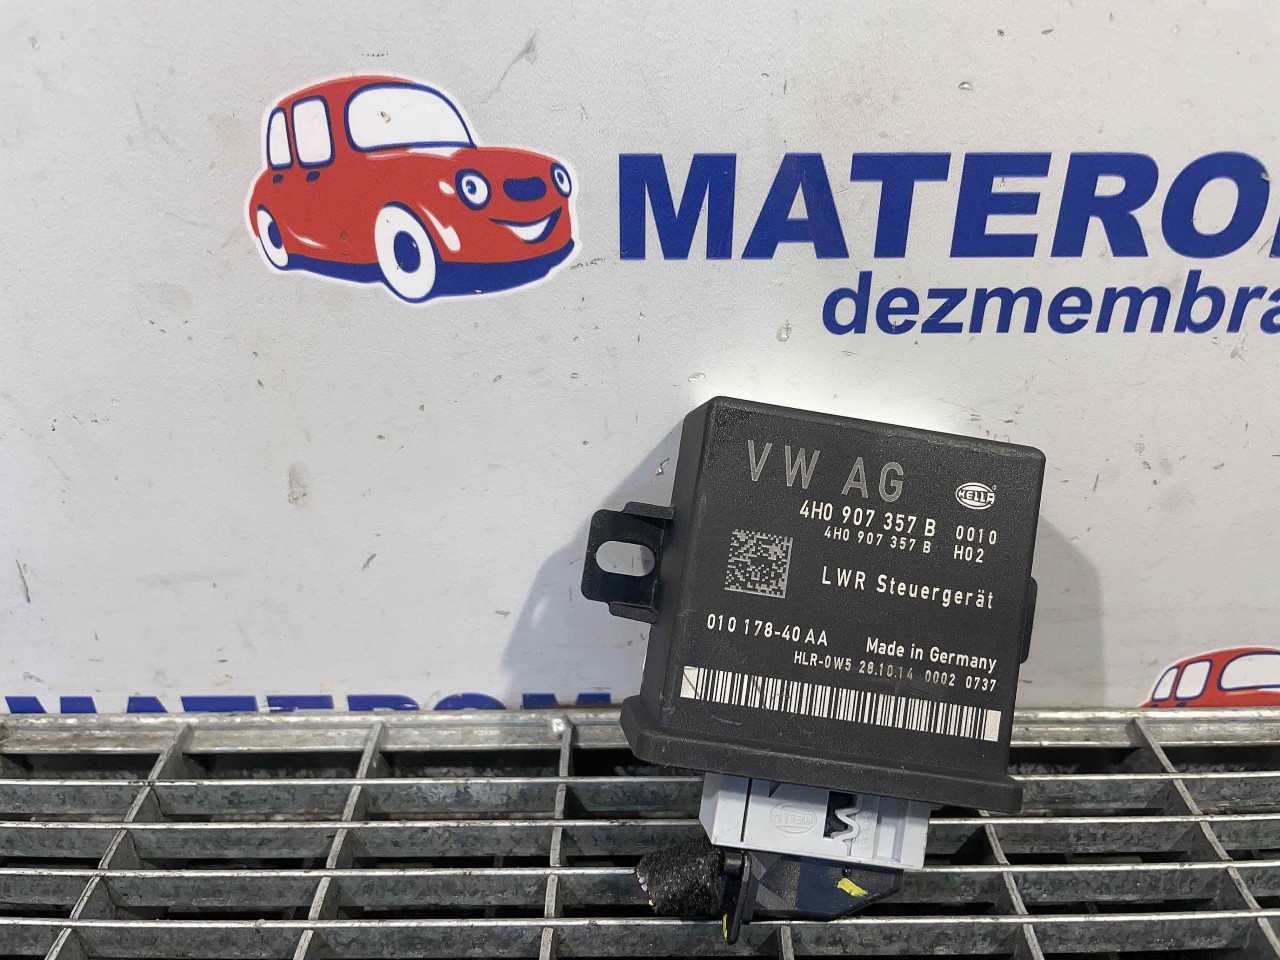 MATERO
dezmembra
VW AG
HELLA
4H0 907 357 B 0010
4H0 907 357 B H02
LWR Steuergerät
010 178-40 AA
Made in Germany
HLR-0W5 28.10.14 0002 0737